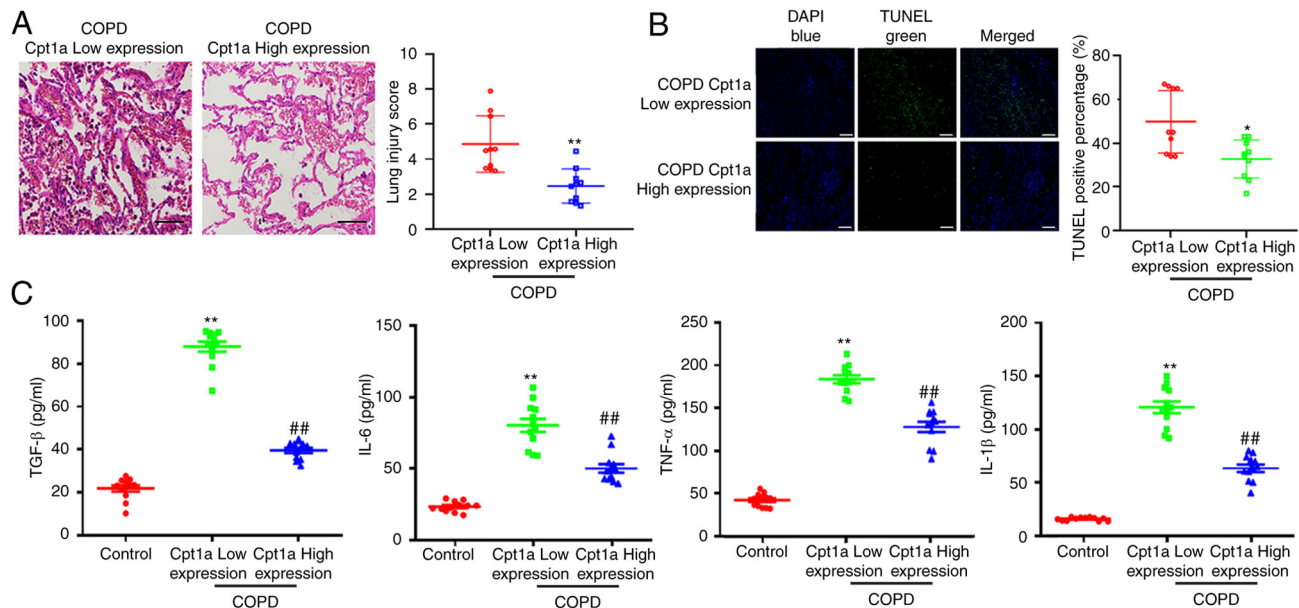 A
COPD
Cpt1a Low expression
COPD
Cpt1a High expression
Lung injury score
10
8
6
4
2
0
**
Cpt1a Low
expression
Cpt1a High
expression
COPD
B
DAPI
blue
TUNEL
green
Merged
COPD Cpt1a
Low expression
COPD Cpt1a
High expression
TUNEL positive percentage (%)
80
60
40
20
0
*
Cpt1a Low
expression
Cpt1a High
expression
COPD
C
TGF-β (pg/ml)
100
80
60
40
20
0
**
##
Control
Cpt1a Low
expression
Cpt1a High
expression
COPD
IL-6 (pg/ml)
150
100
50
0
**
##
Control
Cpt1a Low
expression
Cpt1a High
expression
COPD
TNF-α (pg/ml)
250
200
150
100
50
0
**
##
Control
Cpt1a Low
expression
Cpt1a High
expression
COPD
IL-1β (pg/ml)
200
150
100
50
0
**
##
Control
Cpt1a Low
expression
Cpt1a High
expression
COPD